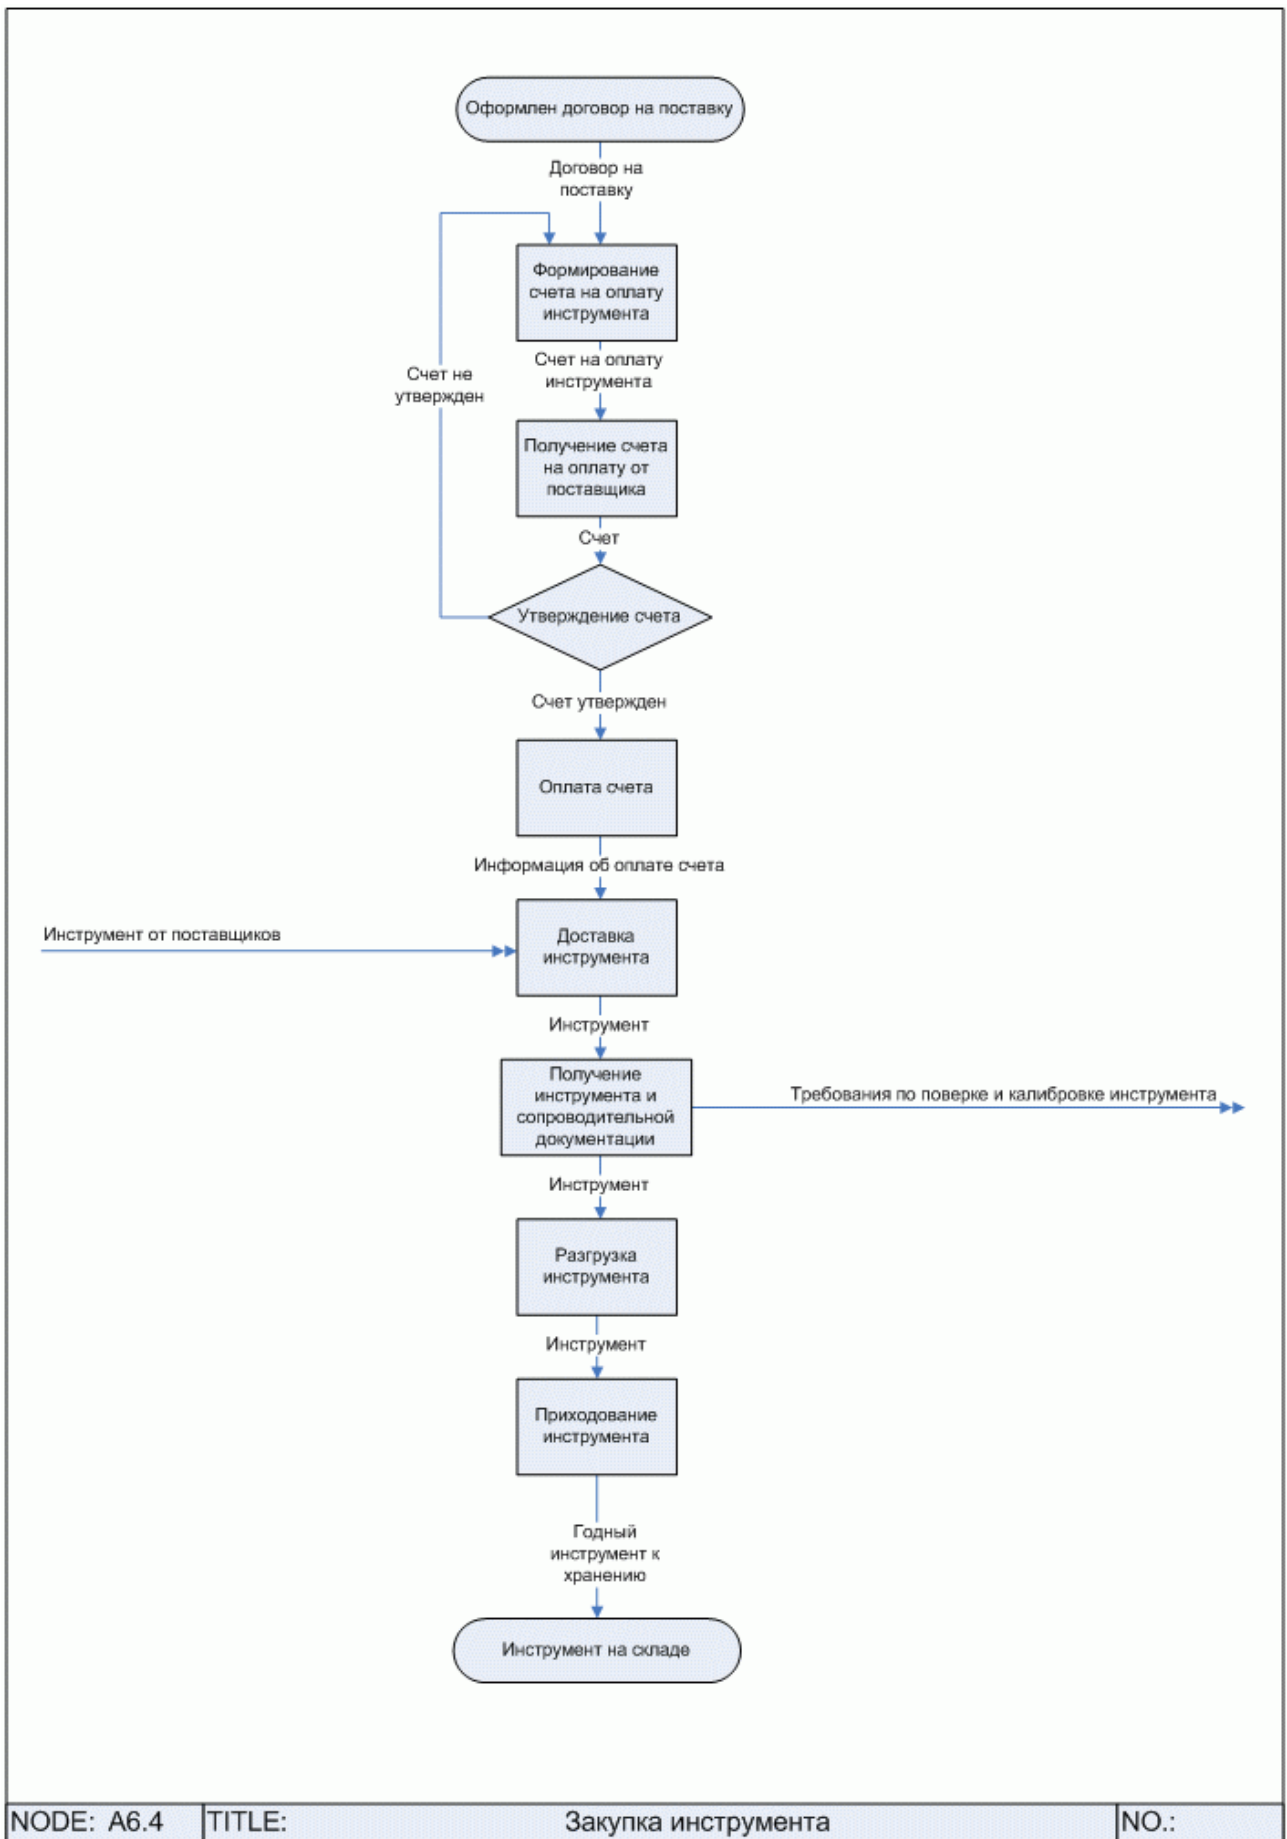 Оформлен договор на поставку
Договор на
поставку
Формирование
счета на оплату
инструмента
Счет на оплату
инструмента
Счет не
утвержден
Получение счета
на оплату от
поставщика
Счет
Утверждение счета
Счет утвержден
Оплата счета
Информация об оплате счета
Инструмент от поставщиков
Доставка
инструмента
Инструмент
Получение
инструмента и
сопроводительной
документации
Требования по поверке и калибровке инструмента
Инструмент
Разгрузка
инструмента
Инструмент
Приходование
инструмента
Годный
инструмент к
хранению
Инструмент на складе
NODE: A6.4 TITLE: Закупка инструмента NO.: